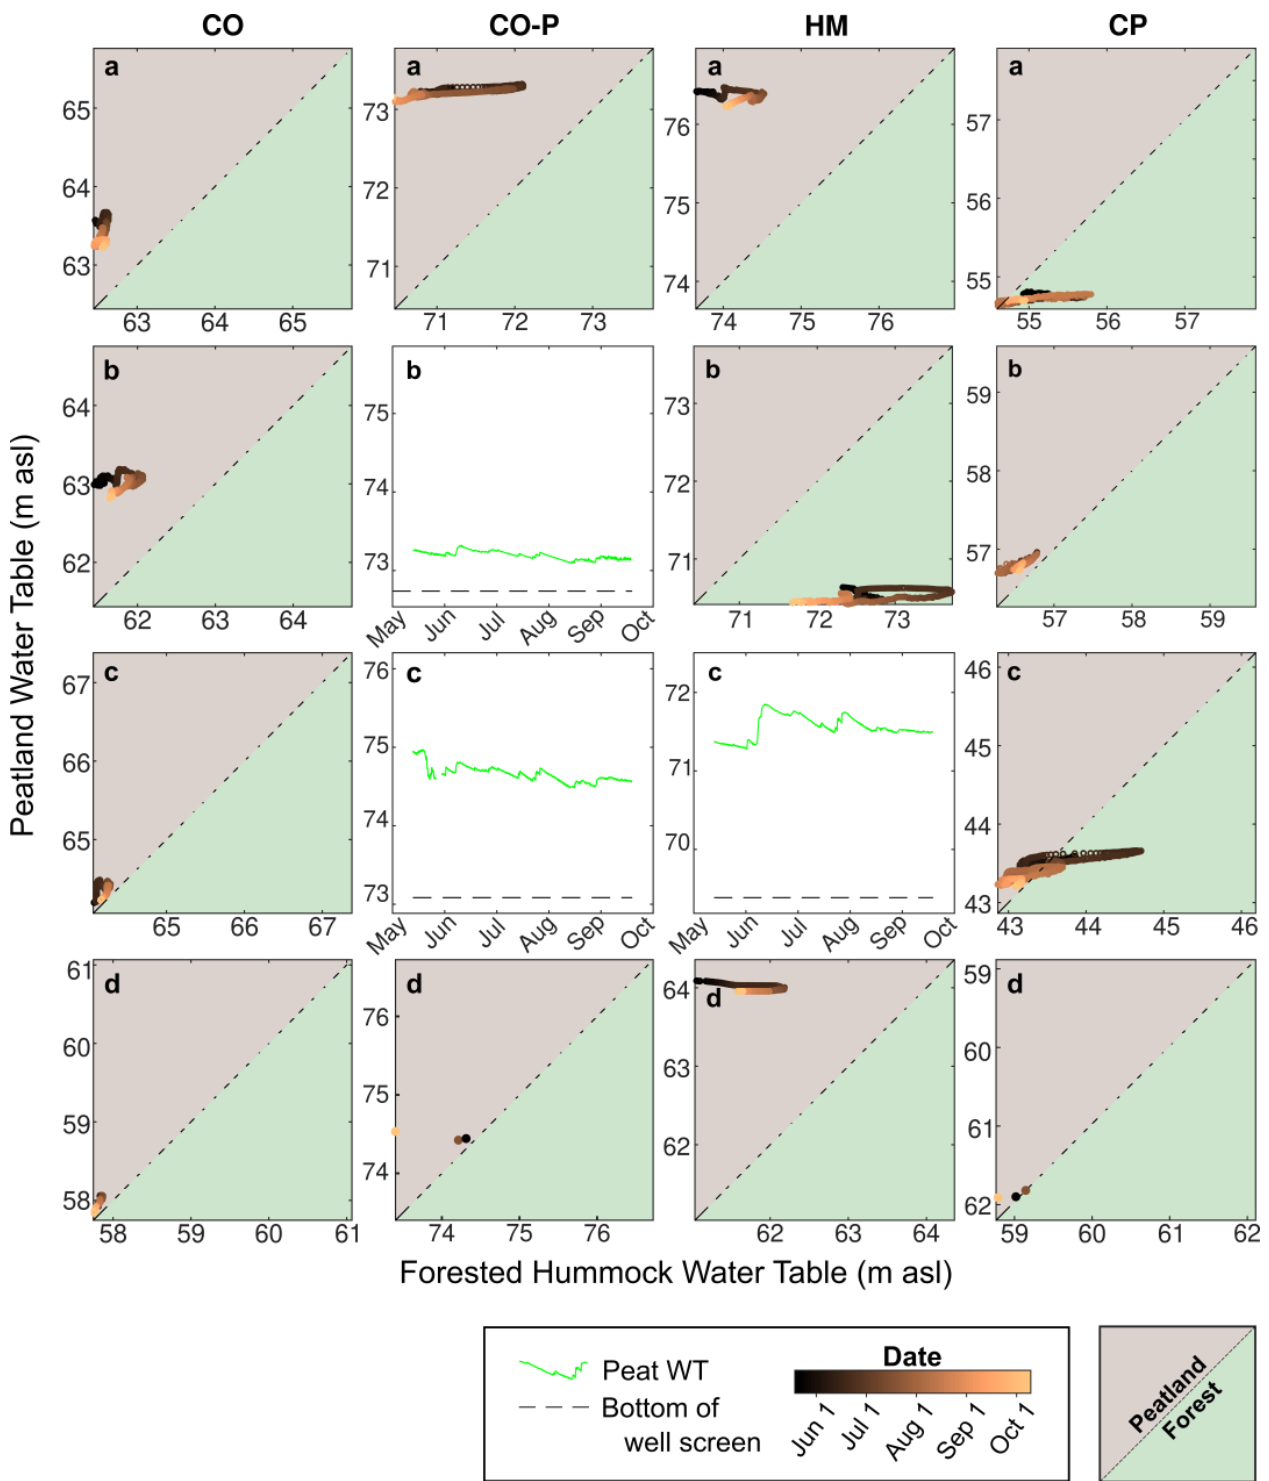 CO CO-P HM CP
a a a a
65 73 76 57
64 72 75 56
63 71 74 55
63 64 65 71 72 73 74 75 76 55 56 57
b b b b
64 75 73 59
63 74 72 58
62 73 71 57
62 63 64 May Jun Jul Aug Sep Oct 71 72 73 57 58 59
c c c c
67 76 72 46
66 75 71 45
65 74 70 44
73 43
65 66 67 May Jun Jul Aug Sep Oct May Jun Jul Aug Sep Oct 43 44 45 46
d d d d
61 76 64 59
60 75 63 60
59 74 62 61
58 62
58 59 60 61 74 75 76 62 63 64 59 60 61 62
Peatland Water Table (m asl)
Forested Hummock Water Table (m asl)
Peat WT
Bottom of
well screen
Date
Jun 1 Jul 1 Aug 1 Sep 1 Oct 1
Peatland
Forest